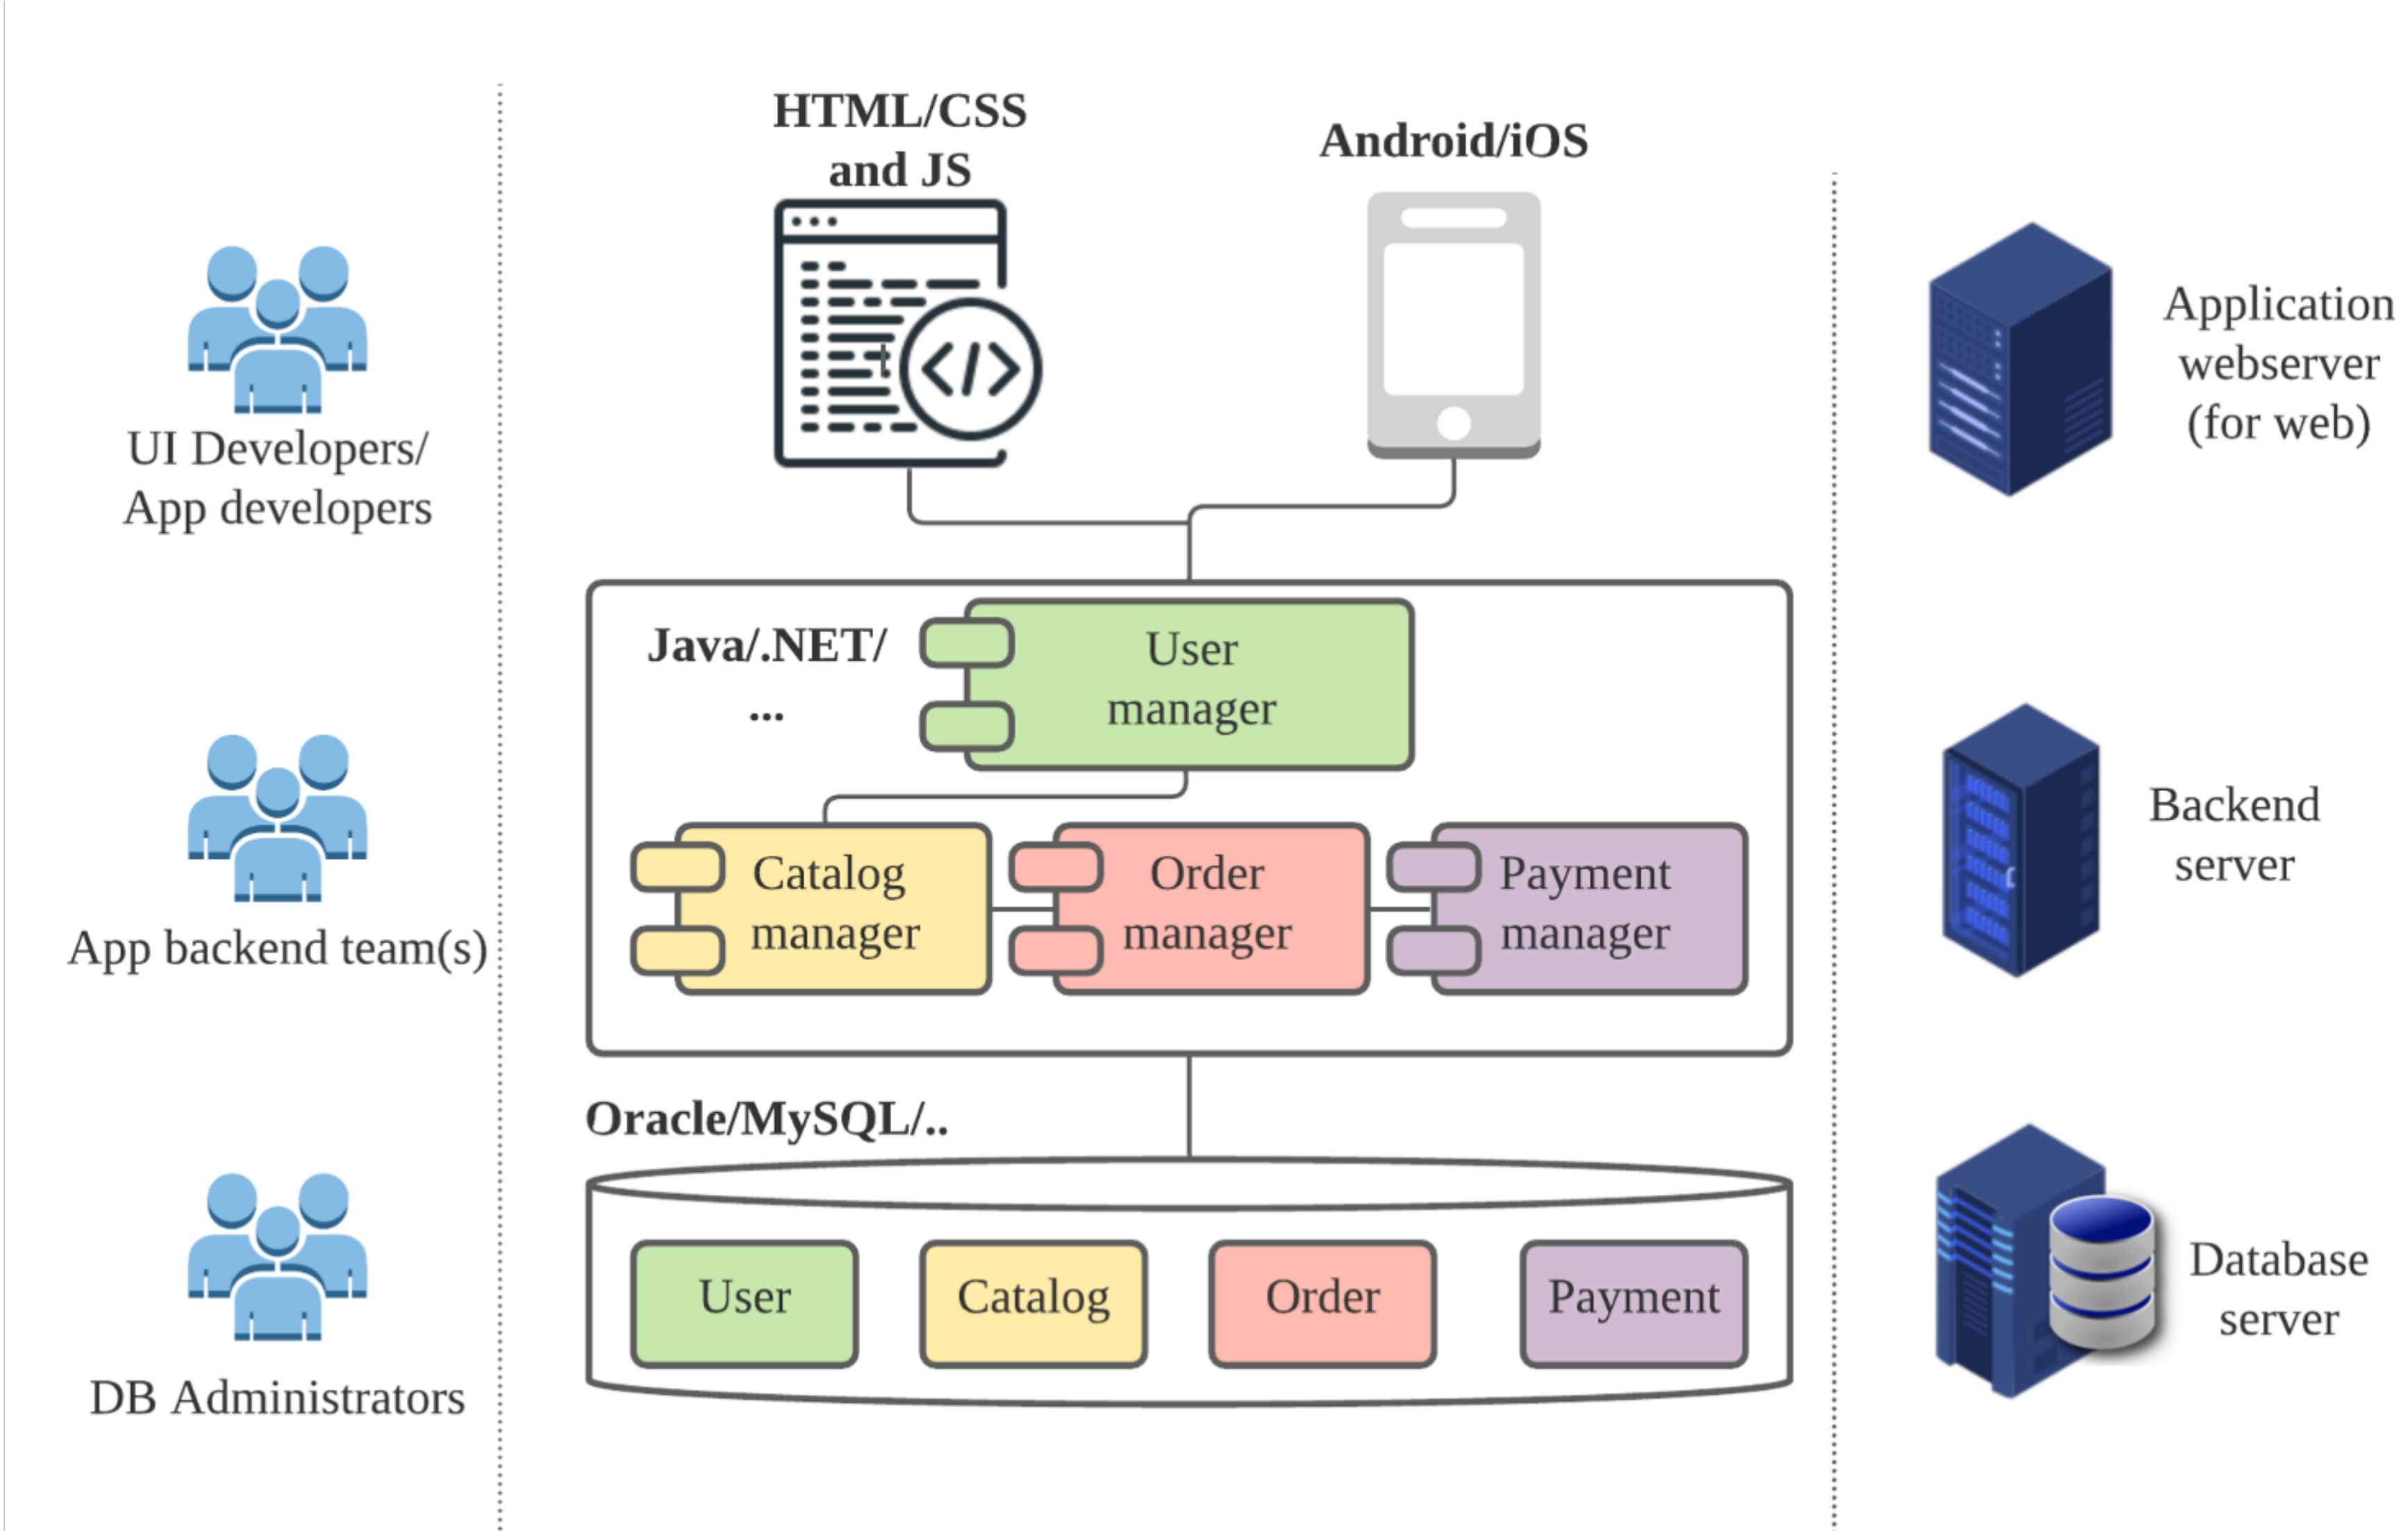 HTML/CSS
and JS
Android/iOS
</>
UI Developers/
App developers
Application
webserver
(for web)
Java/.NET/
...
User
manager
Catalog
manager
Order
manager
Payment
manager
App backend team(s)
Backend
server
Oracle/MySQL/..
User
Catalog
Order
Payment
DB Administrators
Database
server